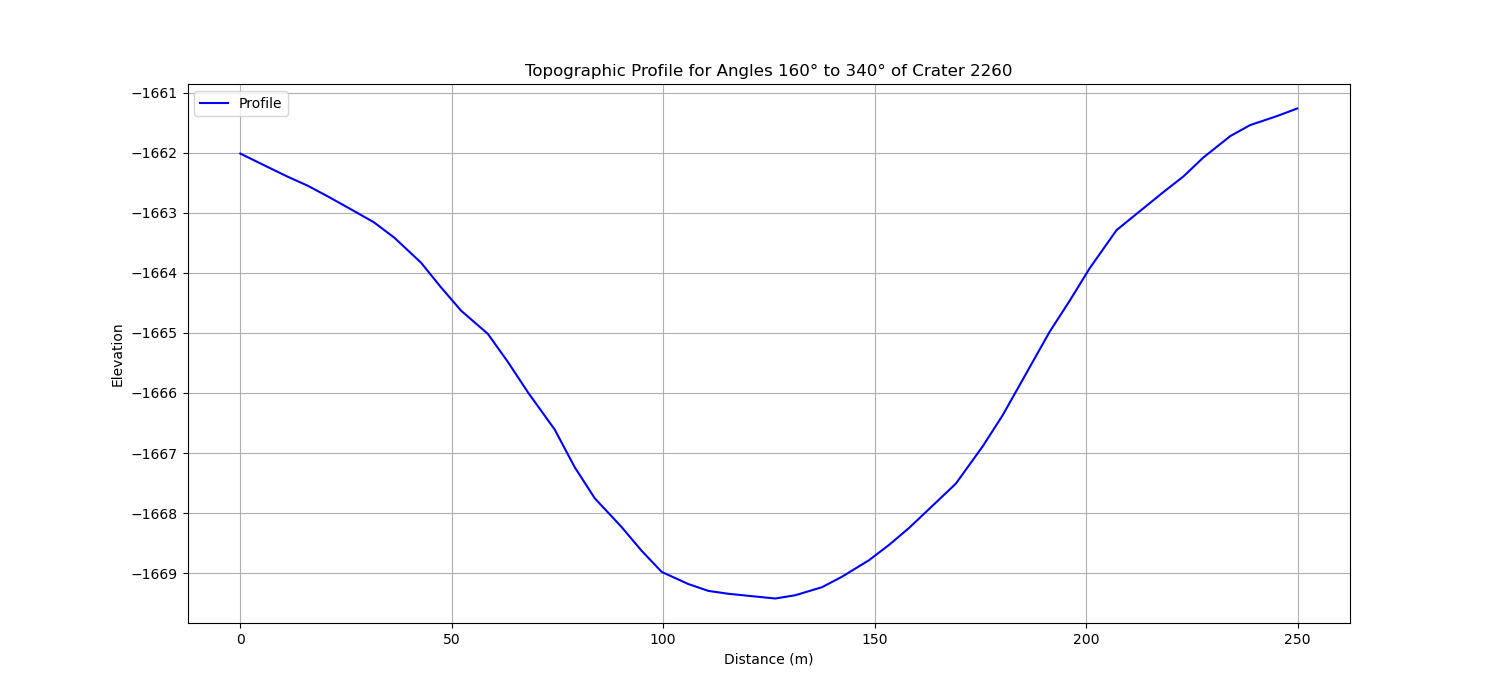 Topographic Profile for Angles 160° to 340° of Crater 2260
Profile
−1661
−1662
−1663
−1664
−1665
−1666
−1667
−1668
−1669
Elevation
0 50 100 150 200 250
Distance (m)